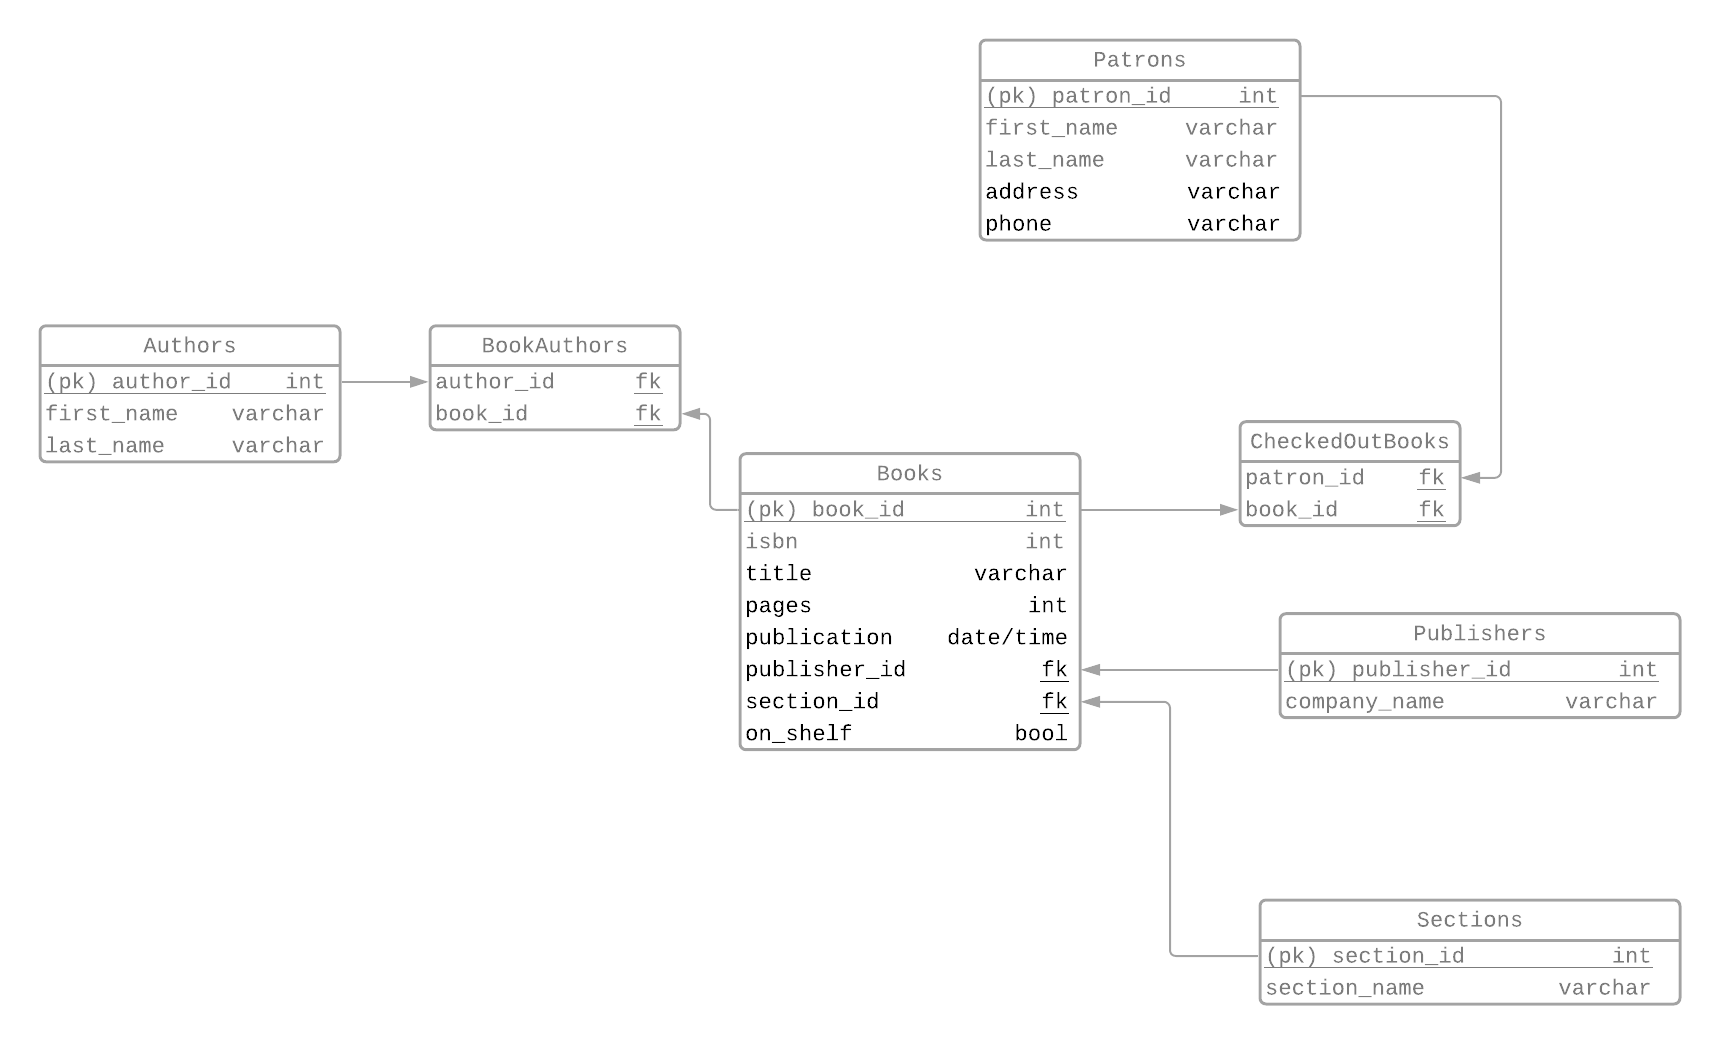 Patrons
(pk) patron_id int
first_name varchar
last_name varchar
address varchar
phone varchar
Authors
(pk) author_id int
first_name varchar
last_name varchar
BookAuthors
author_id fk
book_id fk
Books
(pk) book_id int
isbn int
title varchar
pages int
publication date/time
publisher_id fk
section_id fk
on_shelf bool
CheckedOutBooks
patron_id fk
book_id fk
Publishers
(pk) publisher_id int
company_name varchar
Sections
(pk) section_id int
section_name varchar